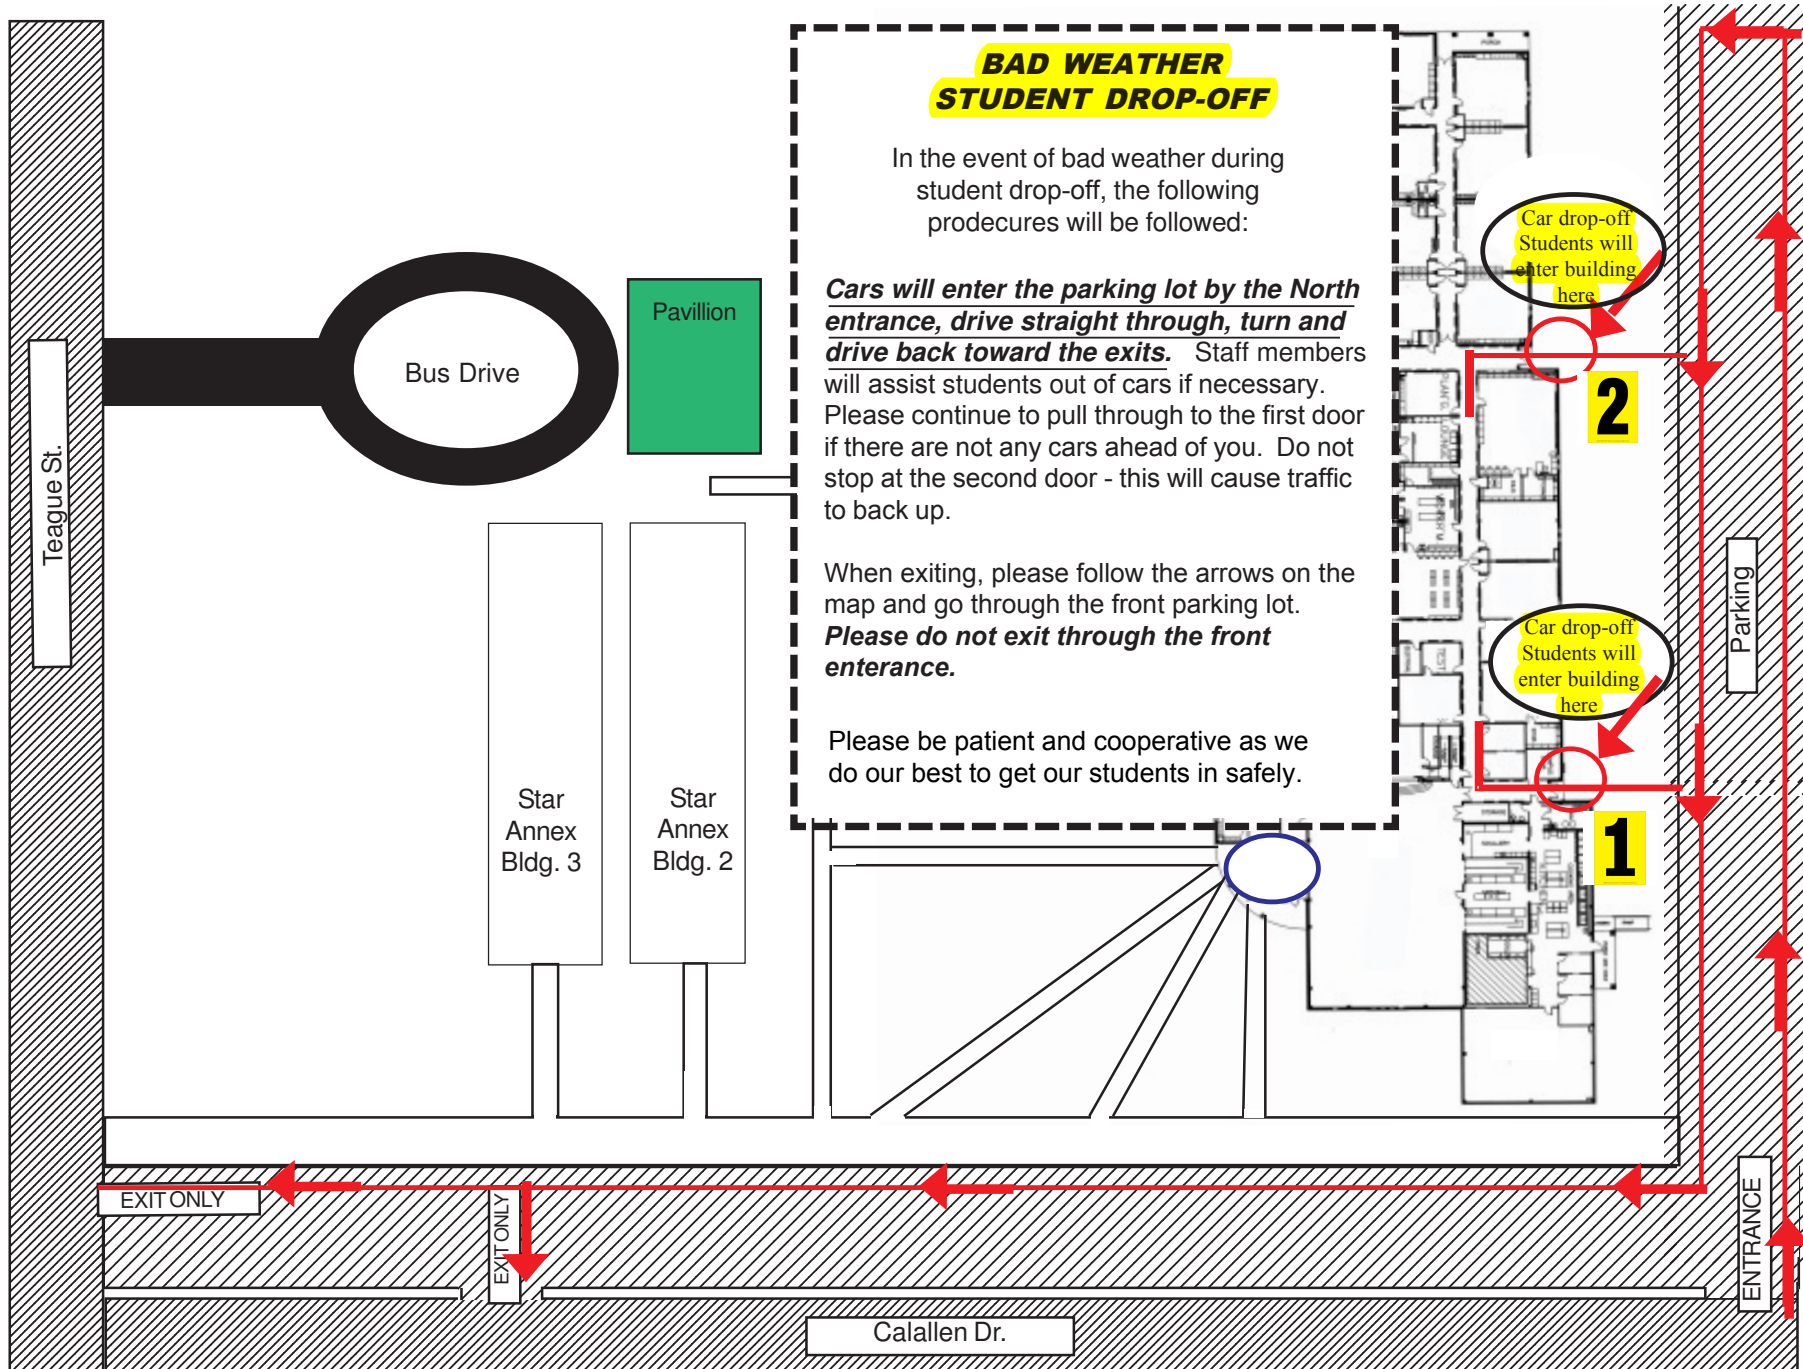 BAD WEATHER
STUDENT DROP-OFF
In the event of bad weather during
student drop-off, the following
prodecures will be followed:
Cars will enter the parking lot by the North
entrance, drive straight through, turn and
drive back toward the exits. Staff members
will assist students out of cars if necessary.
Please continue to pull through to the first door
if there are not any cars ahead of you. Do not
stop at the second door - this will cause traffic
to back up.
When exiting, please follow the arrows on the
map and go through the front parking lot.
Please do not exit through the front
enterance.
Please be patient and cooperative as we
do our best to get our students in safely.
Teague St.
Bus Drive
Pavillion
Star
Annex
Bldg. 3
Star
Annex
Bldg. 2
Car drop-off
Students will
enter building
here
2
Car drop-off
Students will
enter building
here
1
Parking
EXIT ONLY
EXIT ONLY
ENTRANCE
Calallen Dr.